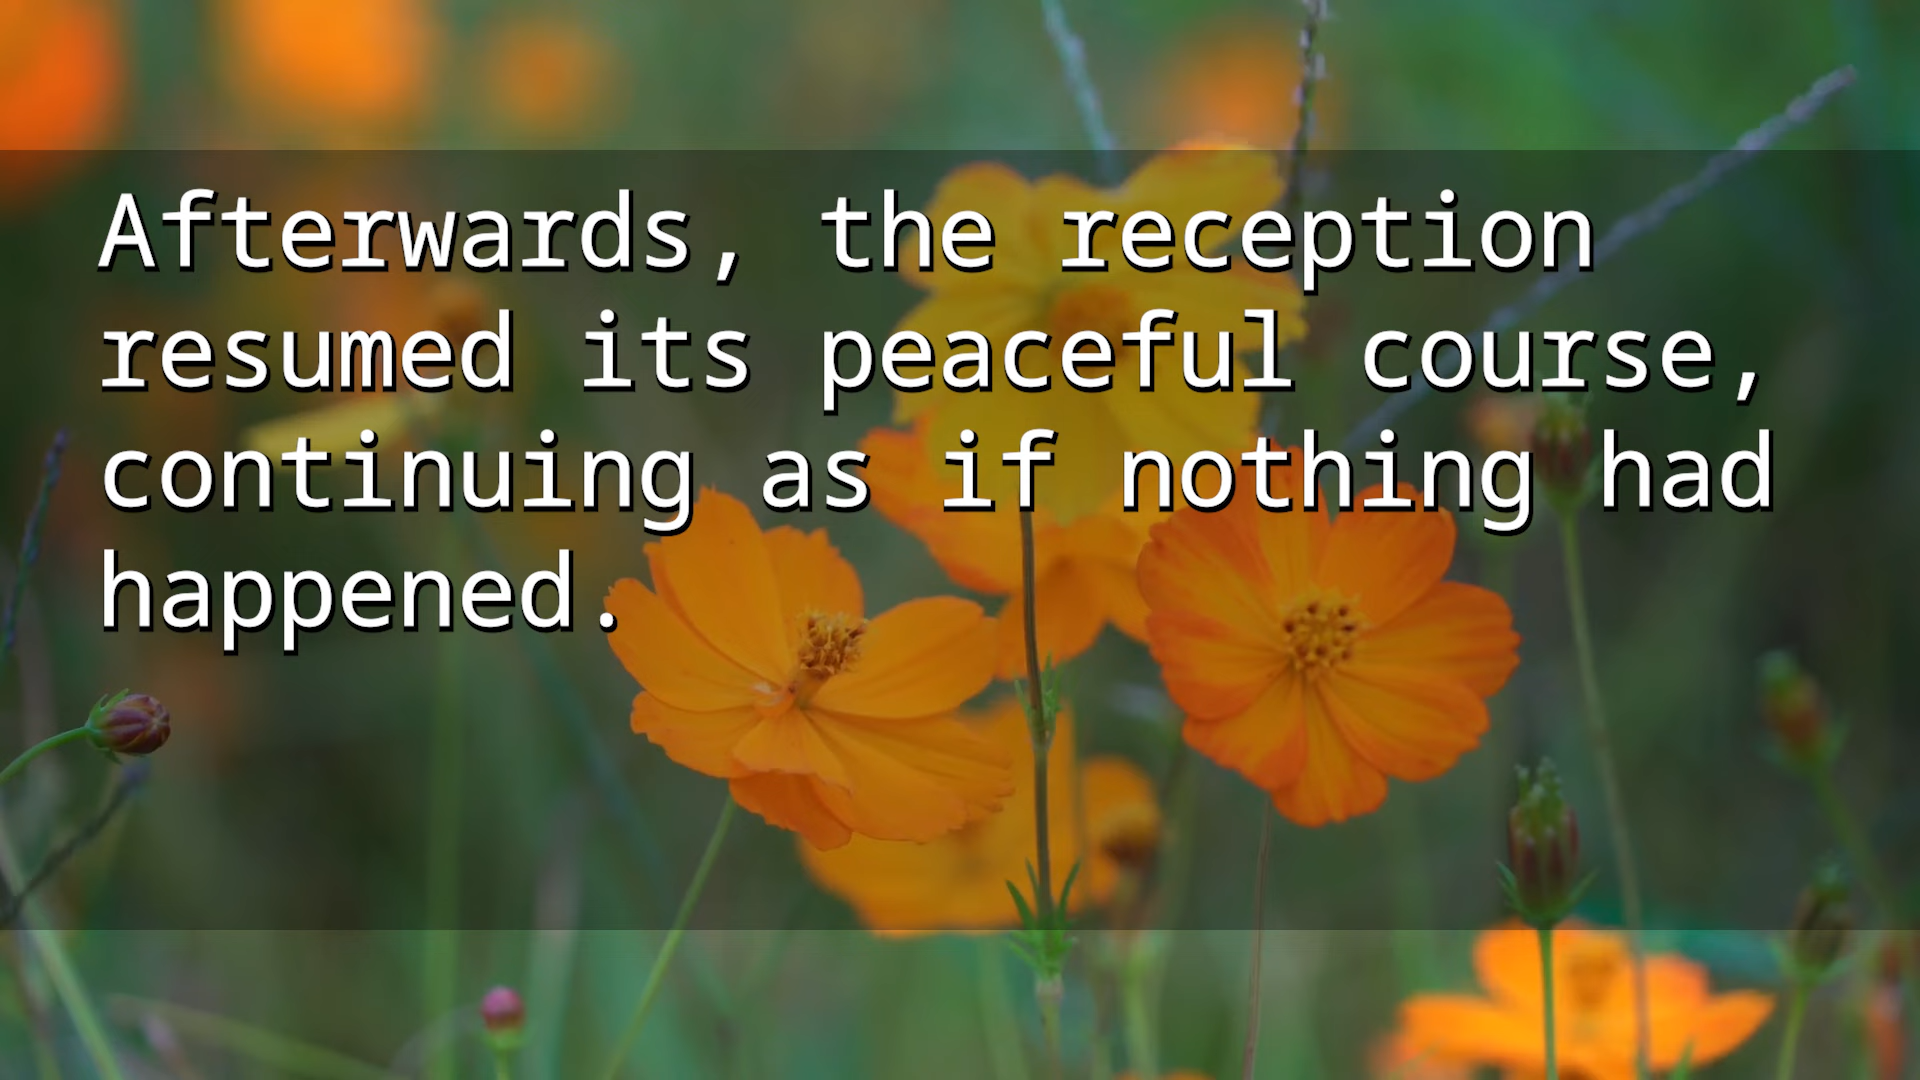 Afterwards, the reception
resumed its peaceful course,
continuing as if nothing had
happened.